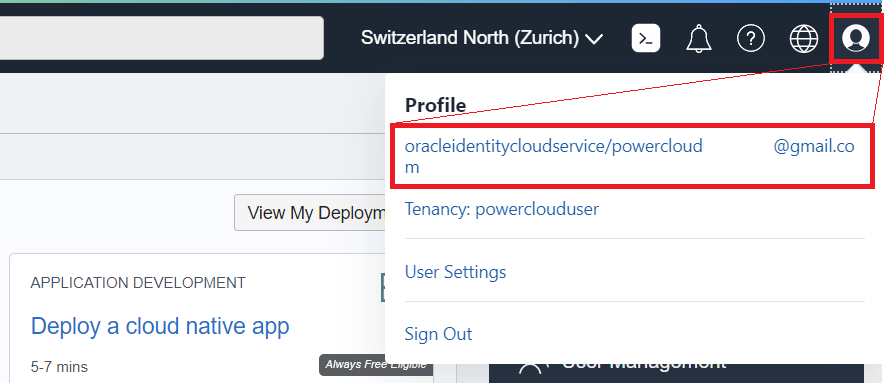 Switzerland North (Zurich)
Profile
oracleidentitycloudservice/powercloud @gmail.co
m
Tenancy: powerclouduser
User Settings
Sign Out
View My Deploym
APPLICATION DEVELOPMENT
Deploy a cloud native app
5-7 mins
Always Free Eligible
User Management